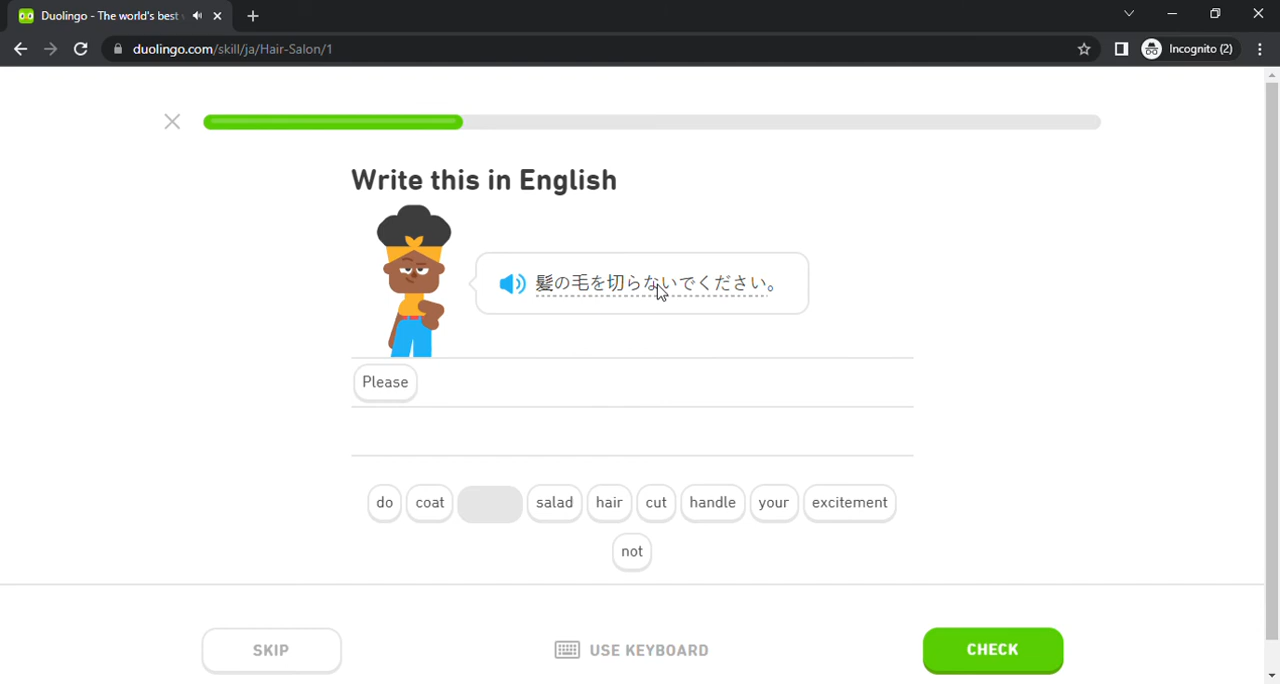 Duolingo - The world's best
duolingo.com/skill/ja/Hair-Salon/1
Incognito (2)
Write this in English
髪の毛を切らないでください。
Please
do coat salad hair cut handle your excitement
not
SKIP
USE KEYBOARD
CHECK